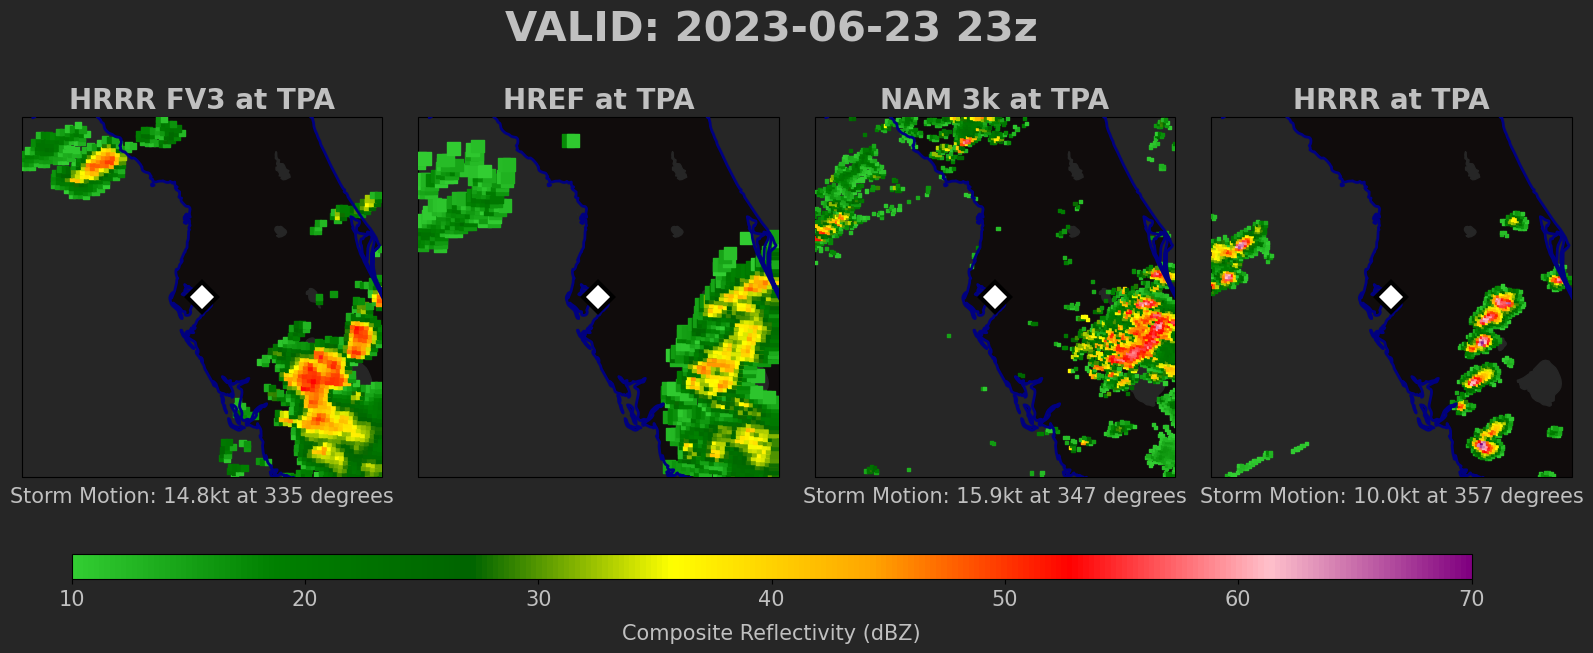 VALID: 2023-06-23 23z
HRRR FV3 at TPA
HREF at TPA
NAM 3k at TPA
HRRR at TPA
Storm Motion: 14.8kt at 335 degrees
Storm Motion: 15.9kt at 347 degrees
Storm Motion: 10.0kt at 357 degrees
10 20 30 40 50 60 70
Composite Reflectivity (dBZ)